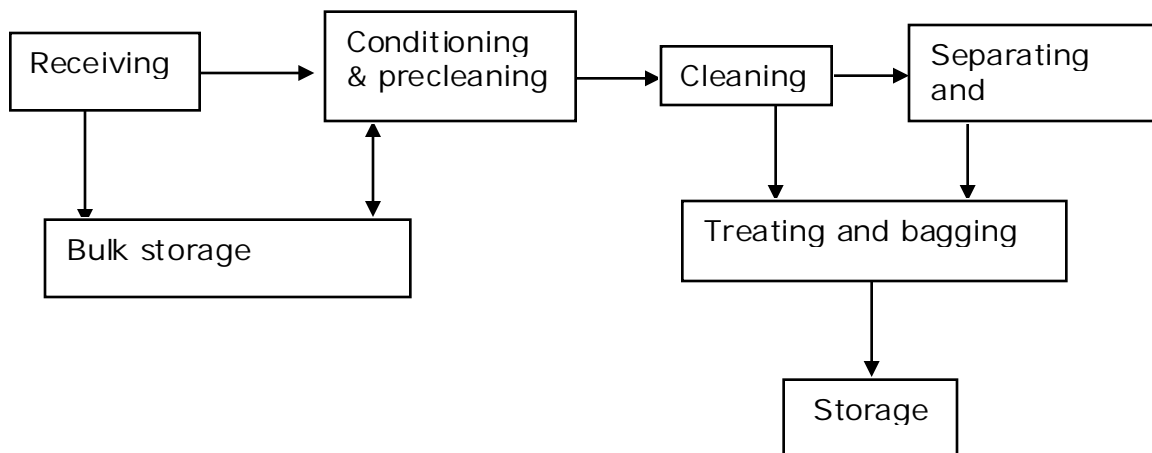 Receiving
Conditioning
& precleaning
Cleaning
Separating
and
Bulk storage
Treating and bagging
Storage